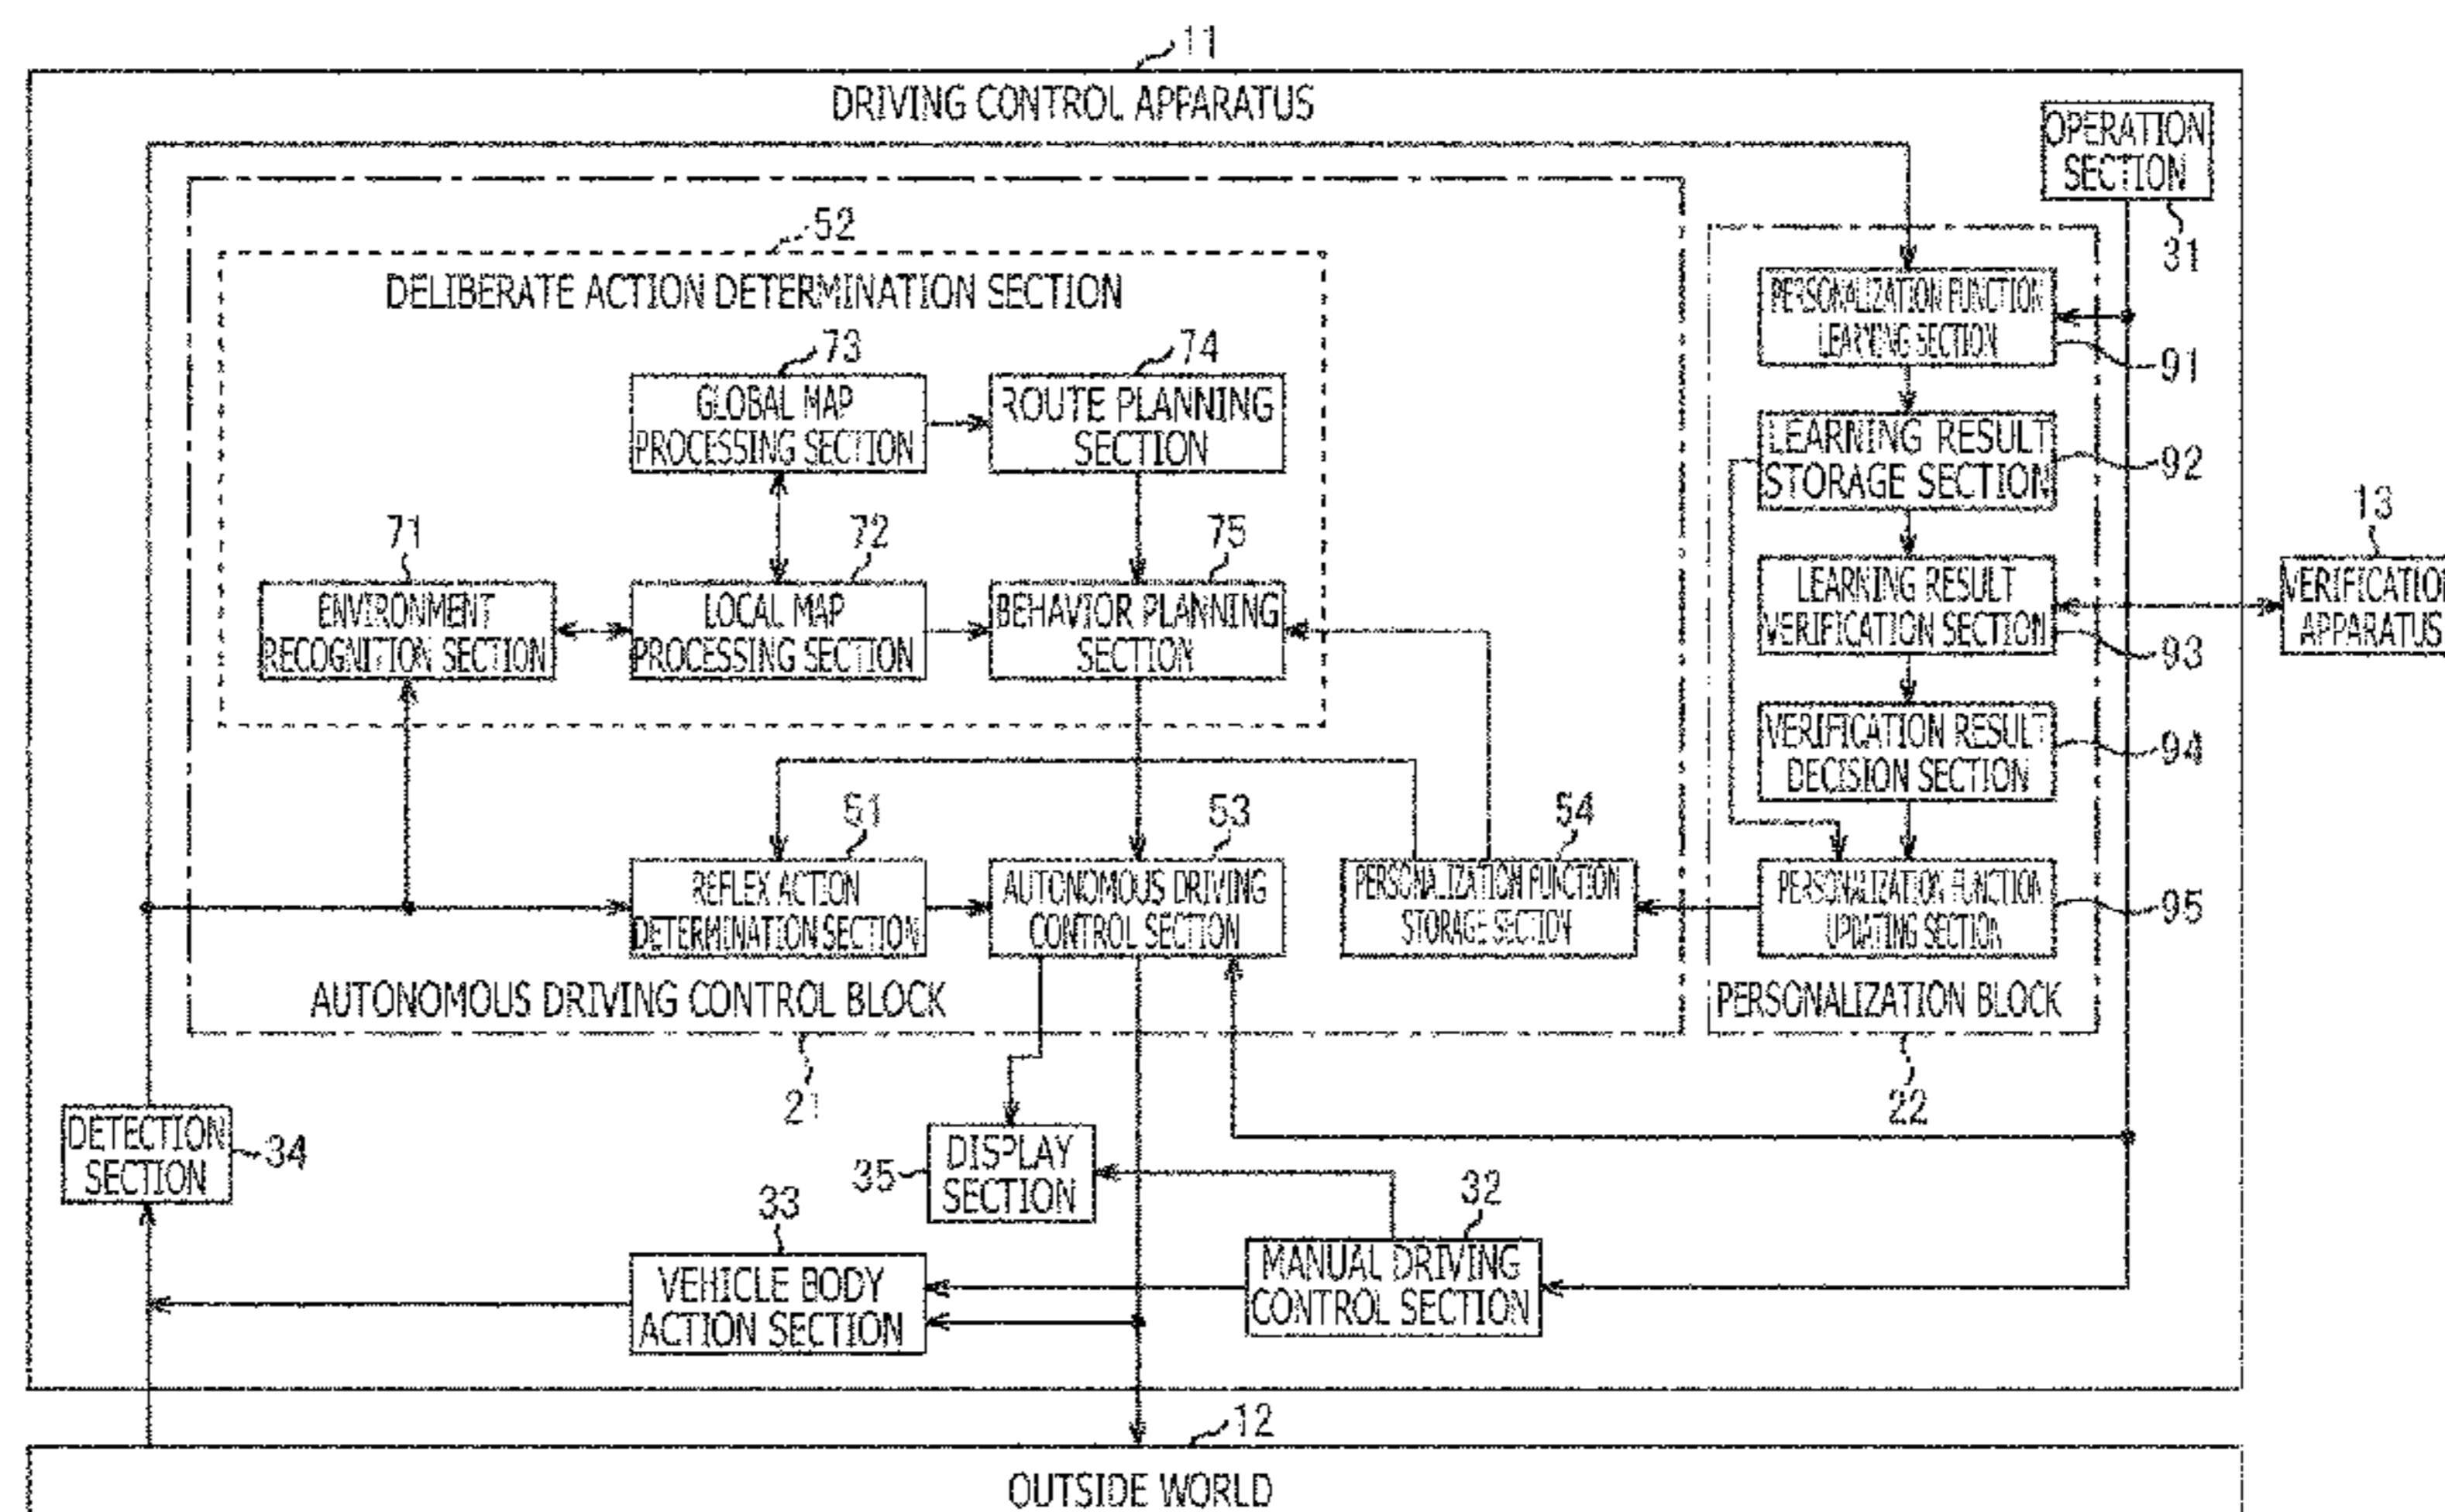 11
DRIVING CONTROL APPARATUS
OPERATION
SECTION
31
52
DELIBERATE ACTION DETERMINATION SECTION
73
GLOBAL MAP
PROCESSING SECTION
74
ROUTE PLANNING
SECTION
71
ENVIRONMENT
RECOGNITION SECTION
72
LOCAL MAP
PROCESSING SECTION
75
BEHAVIOR PLANNING
SECTION
PERSONALIZATION FUNCTION
LEARNING SECTION
91
LEARNING RESULT
STORAGE SECTION
92
LEARNING RESULT
VERIFICATION SECTION
93
13
VERIFICATION
APPARATUS
VERIFICATION RESULT
DECISION SECTION
94
51
REFLEX ACTION
DETERMINATION SECTION
53
AUTONOMOUS DRIVING
CONTROL SECTION
54
PERSONALIZATION FUNCTION
STORAGE SECTION
PERSONALIZATION FUNCTION
UPDATING SECTION
95
AUTONOMOUS DRIVING CONTROL BLOCK
21
PERSONALIZATION BLOCK
22
DETECTION
SECTION
34
35
DISPLAY
SECTION
33
VEHICLE BODY
ACTION SECTION
32
MANUAL DRIVING
CONTROL SECTION
12
OUTSIDE WORLD